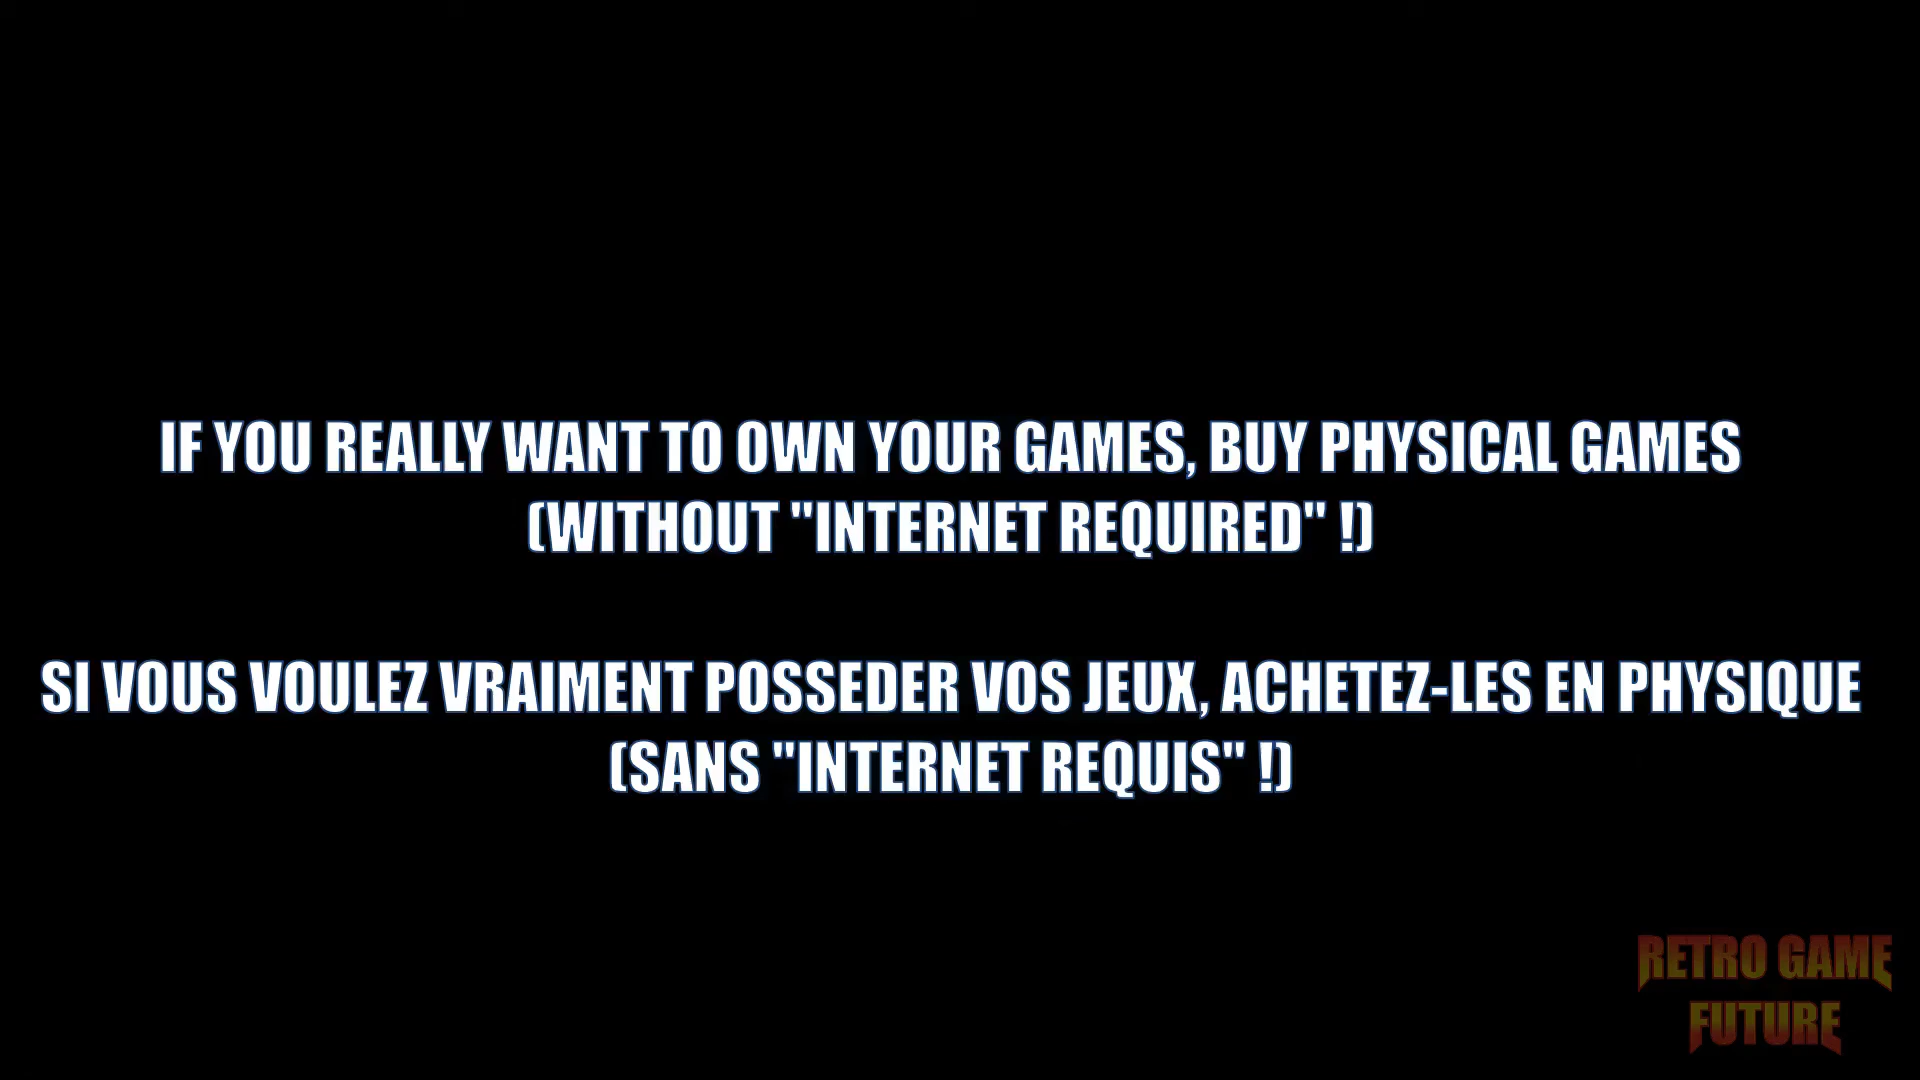 IF YOU REALLY WANT TO OWN YOUR GAMES, BUY PHYSICAL GAMES
(WITHOUT "INTERNET REQUIRED" !)
SI VOUS VOULEZ VRAIMENT POSSEDER VOS JEUX, ACHETEZ-LES EN PHYSIQUE
(SANS "INTERNET REQUIS" !)
RETRO GAME
FUTURE